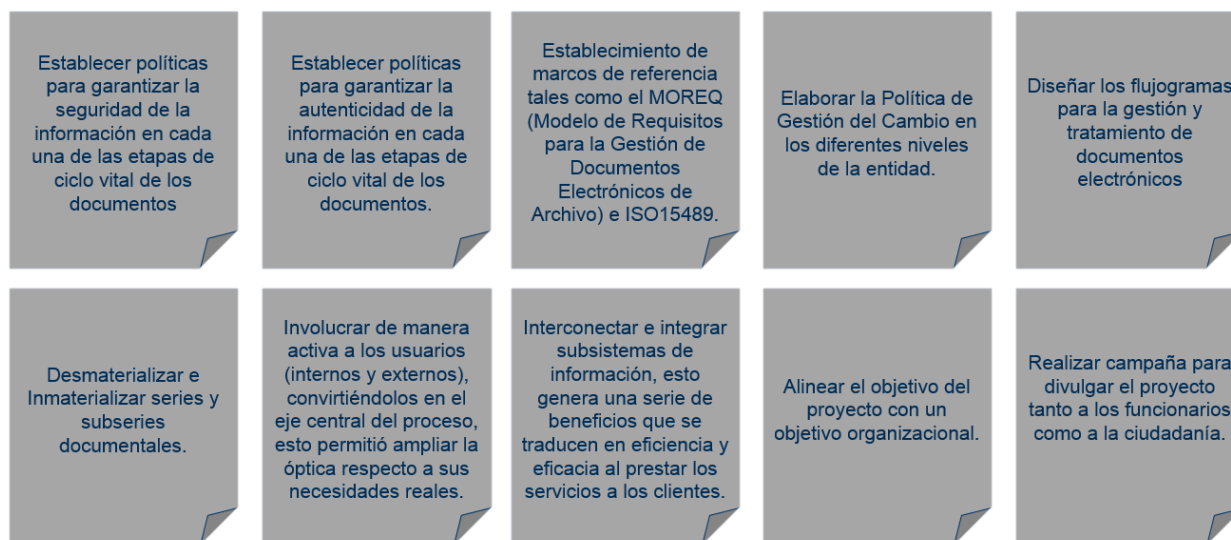 Establecer políticas
para garantizar la
seguridad de la
información en cada
una de las etapas de
ciclo vital de los
documentos
Establecer políticas
para garantizar la
autenticidad de la
información en cada
una de las etapas de
ciclo vital de los
documentos.
Establecimiento de
marcos de referencia
tales como el MOREQ
(Modelo de Requisitos
para la Gestión de
Documentos
Electrónicos de
Archivo) e ISO15489.
Elaborar la Política de
Gestión del Cambio en
los diferentes niveles
de la entidad.
Diseñar los flujogramas
para la gestión y
tratamiento de
documentos
electrónicos
Desmaterializar e
Inmaterializar series y
subseries
documentales.
Involucrar de manera
activa a los usuarios
(internos y externos),
convirtiéndolos en el
eje central del proceso,
esto permitió ampliar la
óptica respecto a sus
necesidades reales.
Interconectar e integrar
subsistemas de
información, esto
genera una serie de
beneficios que se
traducen en eficiencia y
eficacia al prestar los
servicios a los clientes.
Alinear el objetivo del
proyecto con un
objetivo organizacional.
Realizar campaña para
divulgar el proyecto
tanto a los funcionarios
como a la ciudadanía.